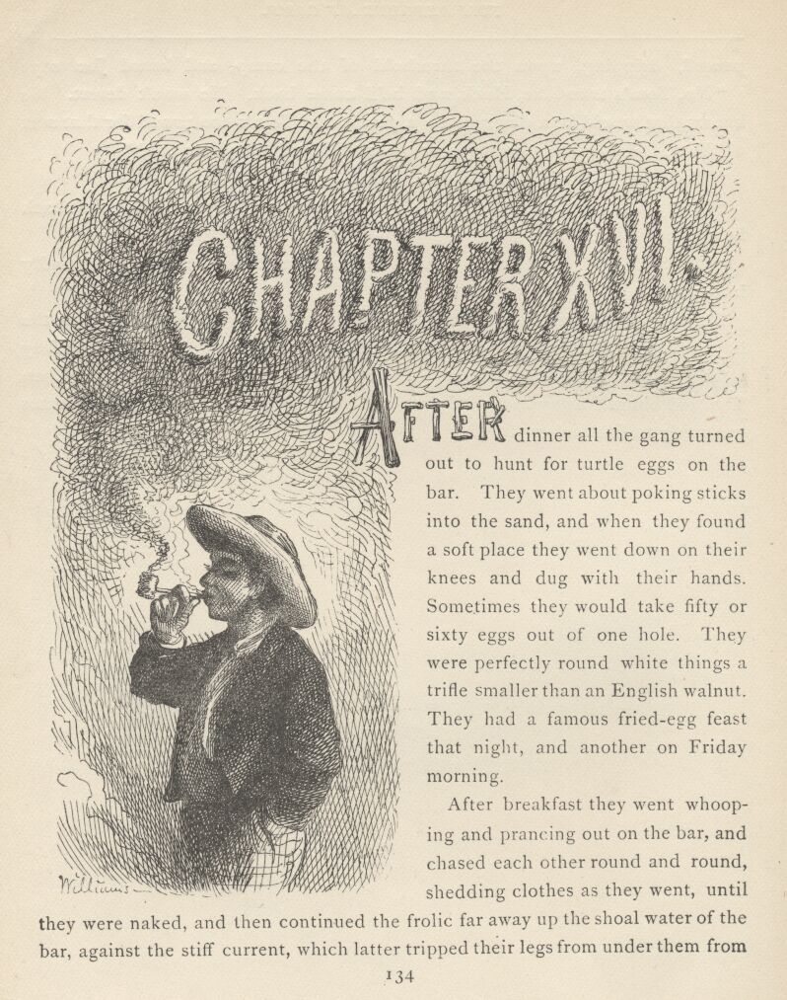 CHAPTER XVI.
AFTER dinner all the gang turned
out to hunt for turtle eggs on the
bar. They went about poking sticks
into the sand, and when they found
a soft place they went down on their
knees and dug with their hands.
Sometimes they would take fifty or
sixty eggs out of one hole. They
were perfectly round white things a
trifle smaller than an English walnut.
They had a famous fried-egg feast
that night, and another on Friday
morning.
After breakfast they went whoop-
ing and prancing out on the bar, and
chased each other round and round,
shedding clothes as they went, until
they were naked, and then continued the frolic far away up the shoal water of the
bar, against the stiff current, which latter tripped their legs from under them from
Williams
134